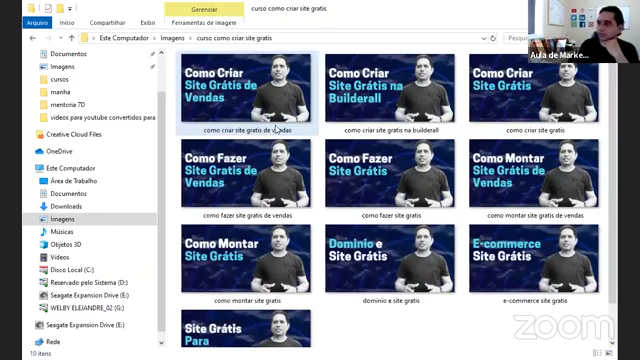 Gerenciar
curso como criar site gratis
Arquivo
Início
Compartilhar
Exibir
Ferramentas de Imagem
Este Computador > Imagens > curso como criar site gratis
Pesqu
Aula de Marke...
Documentos
Imagens
cursos
manha
mentoria 7D
videos para youtube convertidos para
Creative Cloud Files
OneDrive
Este Computador
Área de Trabalho
Documentos
Downloads
Imagens
Músicas
Objetos 3D
Vídeos
Disco Local (C:)
Reservado pelo Sistema (D:)
Seagate Expansion Drive (E:)
WELBY ELEJANDRE_02 (G:)
Seagate Expansion Drive (E:)
Rede
10 itens
Como Criar
Site Grátis de
Vendas
como criar site gratis de vendas
Como Criar
Site Grátis na
Builderall
como criar site gratis na builderall
Como Criar
Site Grátis
como criar site gratis
Como Fazer
Site Grátis de
Vendas
como fazer site gratis de vendas
Como Fazer
Site Grátis
como fazer site gratis
Como Montar
Site Grátis de
Vendas
como montar site gratis de vendas
Como Montar
Site Grátis
como montar site gratis
Dominio e
Site Grátis
dominio e site gratis
E-commerce
Site Grátis
e-commerce site gratis
Site Grátis
Para
zoom